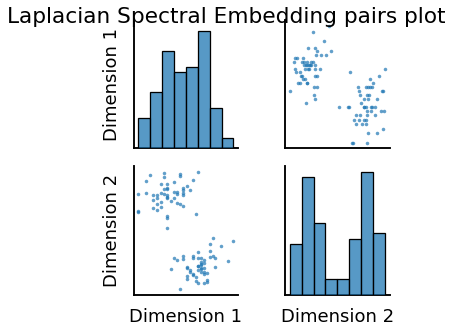 Laplacian Spectral Embedding pairs plot
Dimension 1
Dimension 2
Dimension 1
Dimension 2